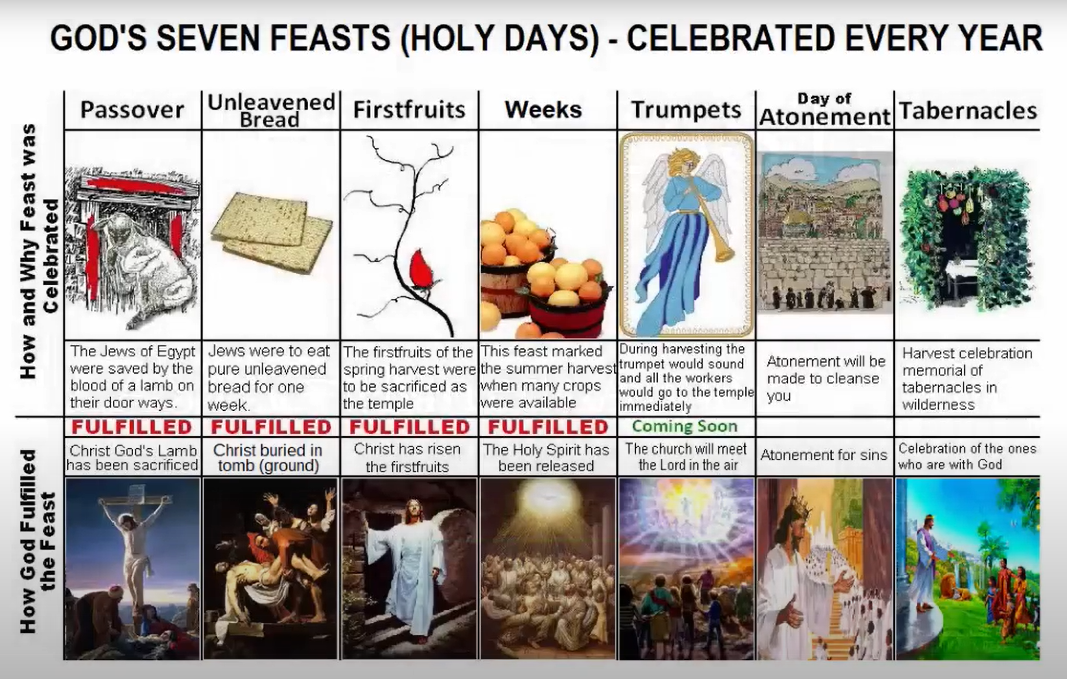 GOD'S SEVEN FEASTS (HOLY DAYS) - CELEBRATED EVERY YEAR
How and Why Feast was
Celebrated
Passover
Unleavened
Bread
Firstfruits
Weeks
Trumpets
Day of
Atonement
Tabernacles
The Jews of Egypt
were saved by the
blood of a lamb on
their door ways.
Jews were to eat
pure unleavened
bread for one
week.
The firstfruits of the
spring harvest were
to be sacrificed as
the temple
This feast marked
the summer harvest
when many crops
were available
During harvesting the
trumpet would sound
and all the workers
would go to the temple
immediately
Atonement will be
made to cleanse
you
Harvest celebration
memorial of
tabernacles in
wilderness
How God Fulfilled
the Feast
FULFILLED
FULFILLED
FULFILLED
FULFILLED
Coming Soon
Christ God's Lamb
has been sacrificed
Christ buried in
tomb (ground)
Christ has risen
the firstfruits
The Holy Spirit has
been released
The church will meet
the Lord in the air
Atonement for sins
Celebration of the ones
who are with God